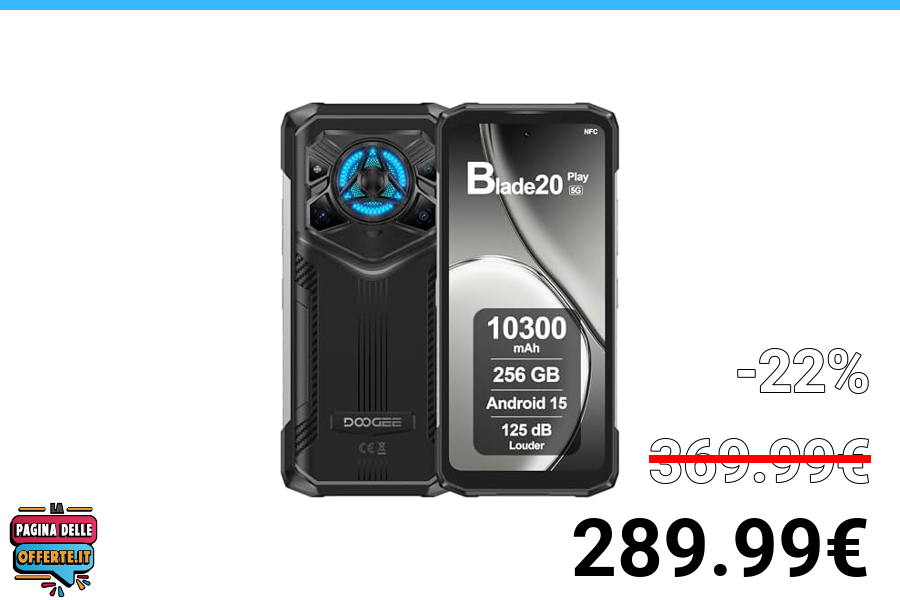 NFC
Blade20 Play
5G
10300
mAh
256 GB
Android 15
125 dB
Louder
DOOGEE
CE
-22%
369.99€
289.99€
LA
PAGINA DELLE
OFFERTE.IT